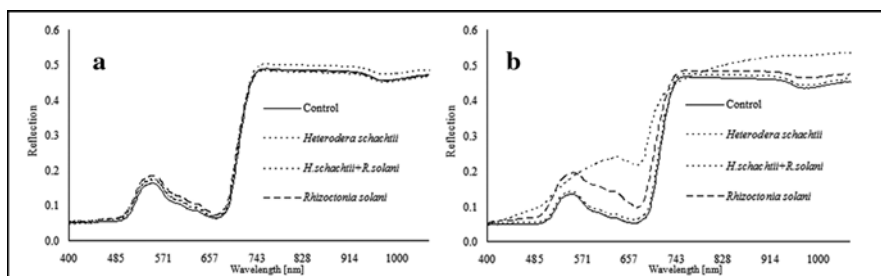 a
0.6
0.5
0.4
0.3
0.2
0.1
0.0
Reflection
400 485 571 657 743 829 914 1000
Wavelength [nm]
Control
Heterodera schachtii
H.schachtii+R.solani
Rhizoctonia solani
b
0.6
0.5
0.4
0.3
0.2
0.1
0.0
Reflection
400 485 571 657 743 829 914 1000
Wavelength [nm]
Control
Heterodera schachtii
H.schachtii+R.solani
Rhizoctonia solani